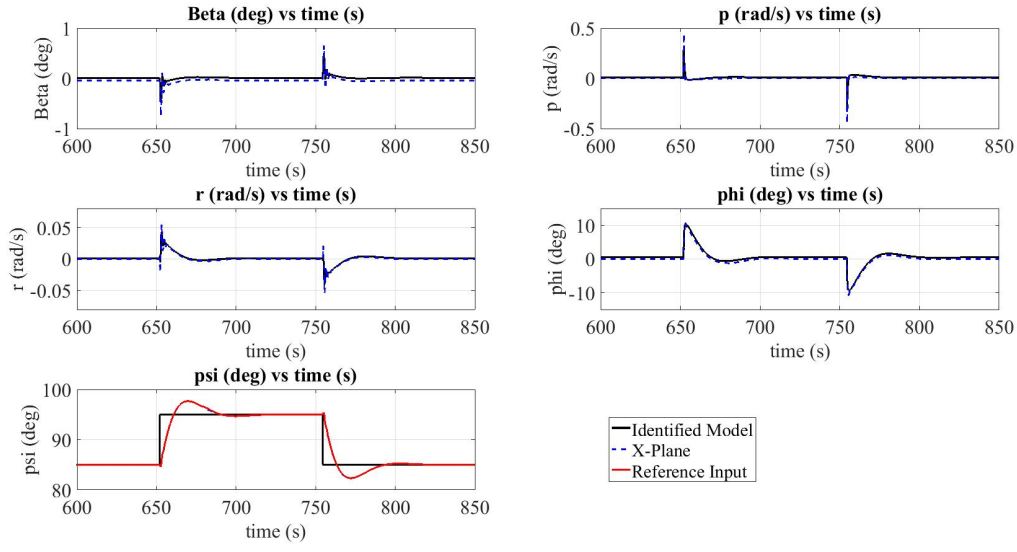 Beta (deg) vs time (s)
Beta (deg)
1
0
-1
600 650 700 750 800 850
time (s)
p (rad/s) vs time (s)
p (rad/s)
0.5
0
-0.5
600 650 700 750 800 850
time (s)
r (rad/s) vs time (s)
r (rad/s)
0.05
0
-0.05
600 650 700 750 800 850
time (s)
phi (deg) vs time (s)
phi (deg)
10
0
-10
600 650 700 750 800 850
time (s)
psi (deg) vs time (s)
psi (deg)
100
90
80
600 650 700 750 800 850
time (s)
Identified Model
X-Plane
Reference Input